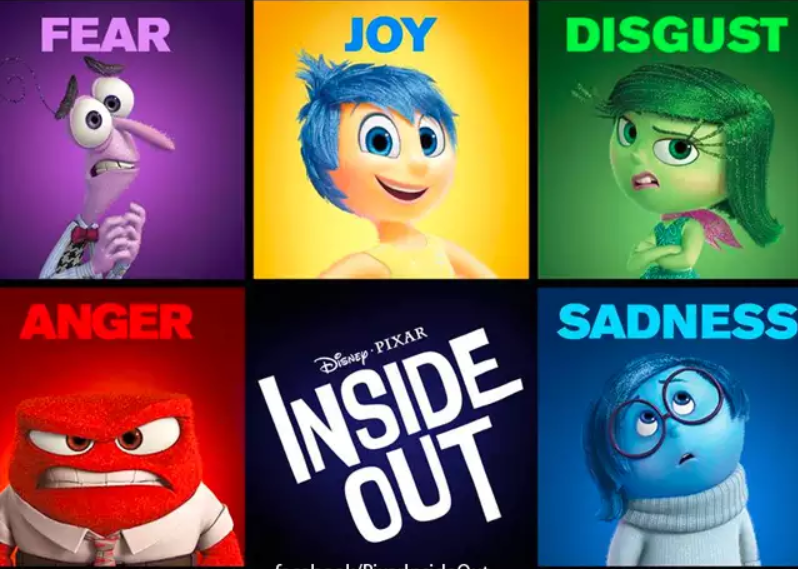 FEAR
JOY
DISGUST
ANGER
Disney·PIXAR
INSIDE
OUT
SADNESS